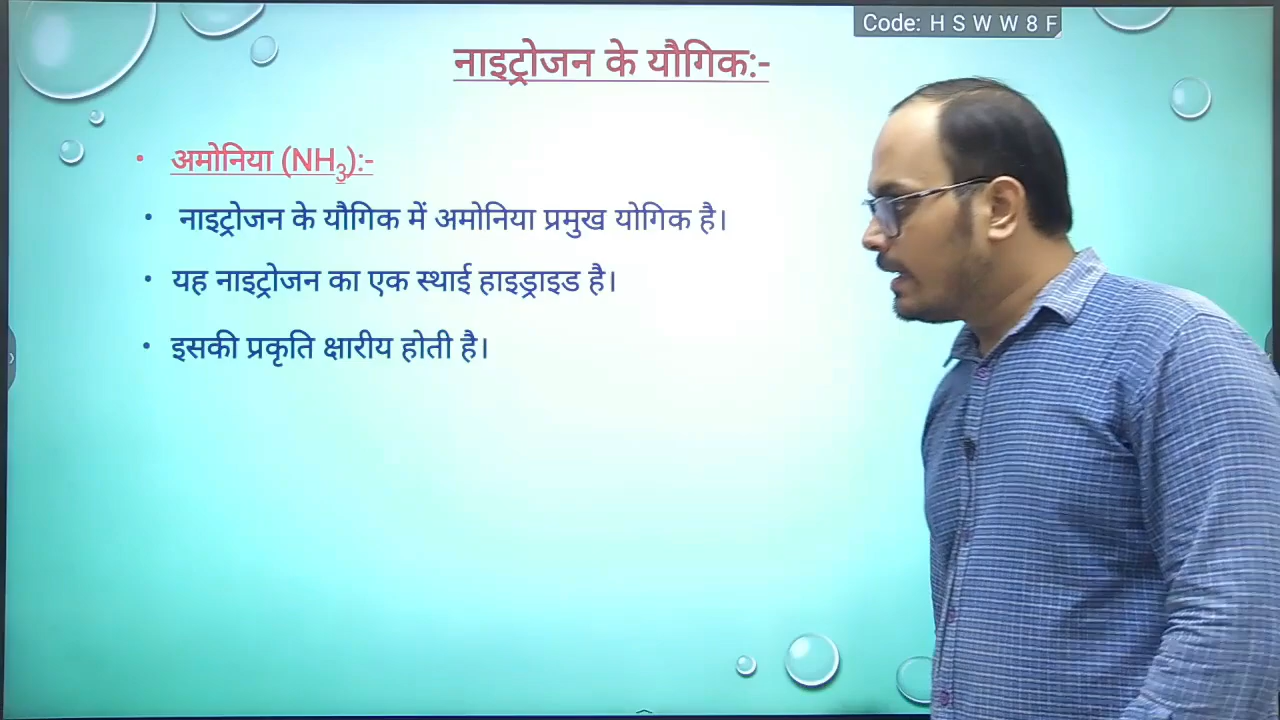 Code: H S W W 8 F
नाइट्रोजन के यौगिक:-
• अमोनिया (NH3):-
• नाइट्रोजन के यौगिक में अमोनिया प्रमुख योगिक है।
• यह नाइट्रोजन का एक स्थाई हाइड्राइड है।
• इसकी प्रकृति क्षारीय होती है।